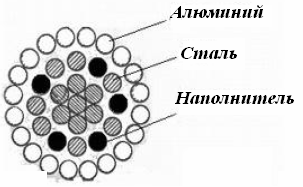 Алюминий
Сталь
Наполнитель